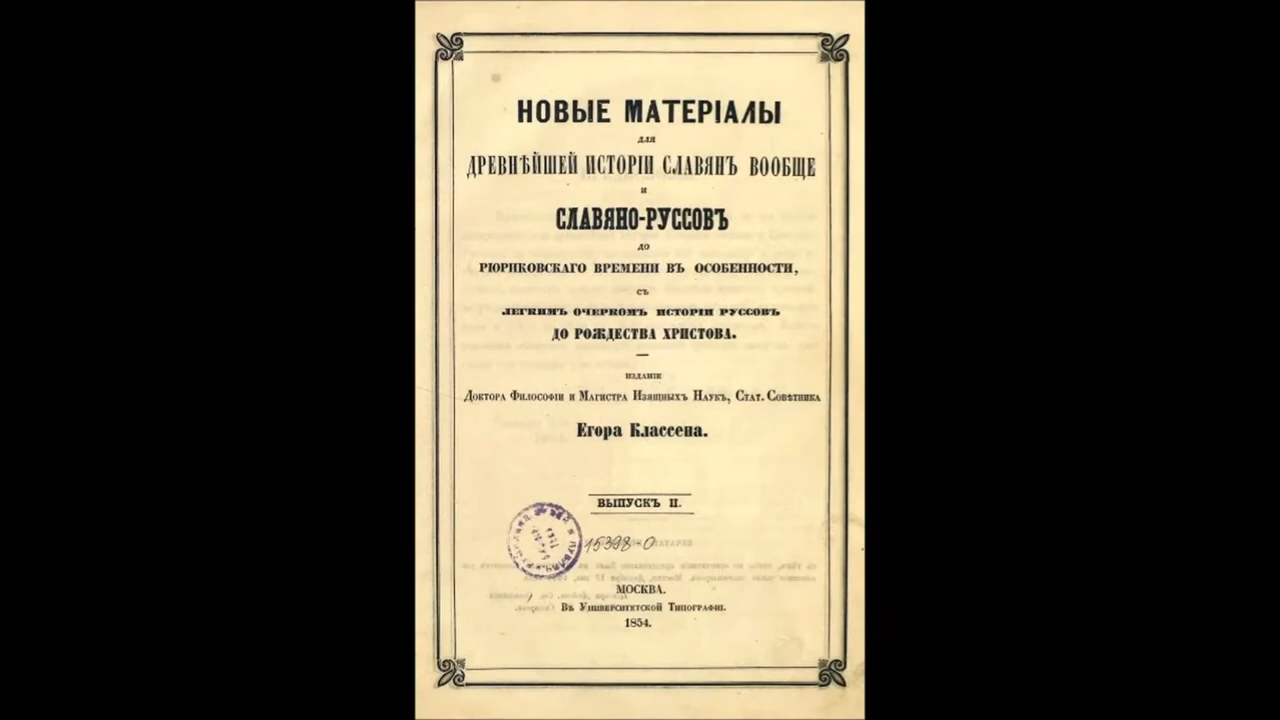 НОВЫЕ МАТЕРІАЛЫ
ДЛЯ
ДРЕВНѢЙШЕЙ ИСТОРІИ СЛАВЯНЪ ВООБЩЕ
И
СЛАВЯНО-РУССОВЪ
ДО
РЮРИКОВСКАГО ВРЕМЕНИ ВЪ ОСОБЕННОСТИ,
СЪ
ЛЕГКИМЪ ОЧЕРКОМЪ ИСТОРІИ РУССОВЪ
ДО РОЖДЕСТВА ХРИСТОВА.
ИЗДАНІЕ
Доктора Философіи и Магистра Изящныхъ Наукъ, Стат. Совѣтника
Егора Классена.
ВЫПУСКЪ II.
15398-0
МОСКВА.
Въ Университетской Типографіи.
1854.